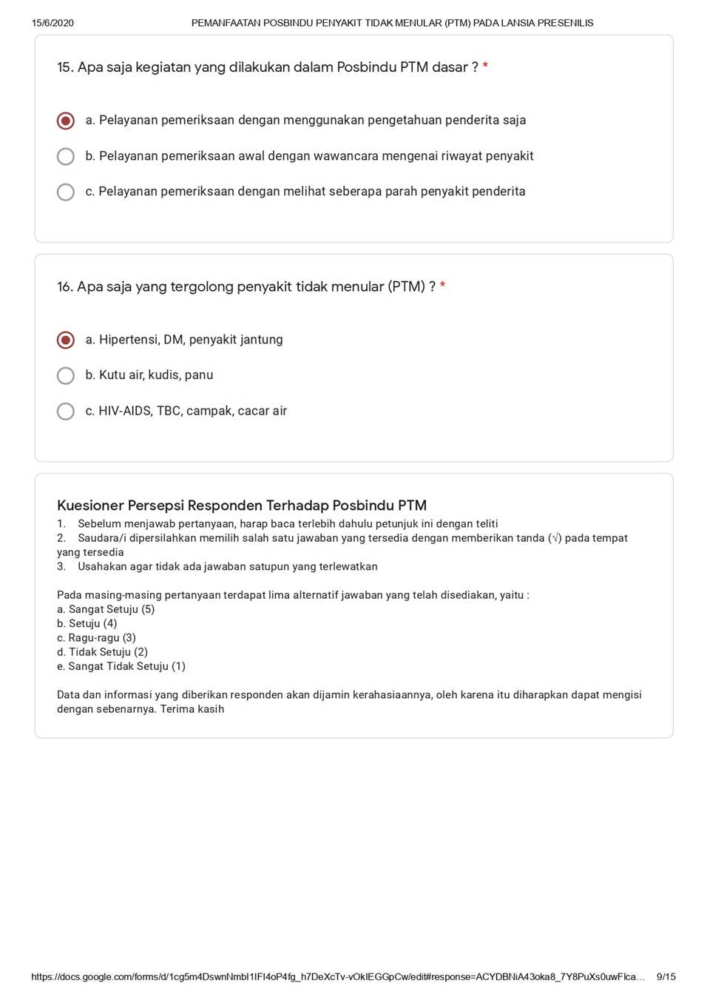 15/6/2020 PEMANFAATAN POSBINDU PENYAKIT TIDAK MENULAR (PTM) PADA LANSIA PRESENILIS
15. Apa saja kegiatan yang dilakukan dalam Posbindu PTM dasar ? *
a. Pelayanan pemeriksaan dengan menggunakan pengetahuan penderita saja
b. Pelayanan pemeriksaan awal dengan wawancara mengenai riwayat penyakit
c. Pelayanan pemeriksaan dengan melihat seberapa parah penyakit penderita
16. Apa saja yang tergolong penyakit tidak menular (PTM) ? *
a. Hipertensi, DM, penyakit jantung
b. Kutu air, kudis, panu
c. HIV-AIDS, TBC, campak, cacar air
Kuesioner Persepsi Responden Terhadap Posbindu PTM
1. Sebelum menjawab pertanyaan, harap baca terlebih dahulu petunjuk ini dengan teliti
2. Saudara/i dipersilahkan memilih salah satu jawaban yang tersedia dengan memberikan tanda (√) pada tempat
yang tersedia
3. Usahakan agar tidak ada jawaban satupun yang terlewatkan
Pada masing-masing pertanyaan terdapat lima alternatif jawaban yang telah disediakan, yaitu :
a. Sangat Setuju (5)
b. Setuju (4)
c. Ragu-ragu (3)
d. Tidak Setuju (2)
e. Sangat Tidak Setuju (1)
Data dan informasi yang diberikan responden akan dijamin kerahasiaannya, oleh karena itu diharapkan dapat mengisi
dengan sebenarnya. Terima kasih
https://docs.google.com/forms/d/1cg5m4DswnNmbI1IFI4oP4fg_h7DeXcTv-vOkIEGGpCw/edit#response=ACYDBNiA43oka8_7Y8PuXs0uwFIca… 9/15